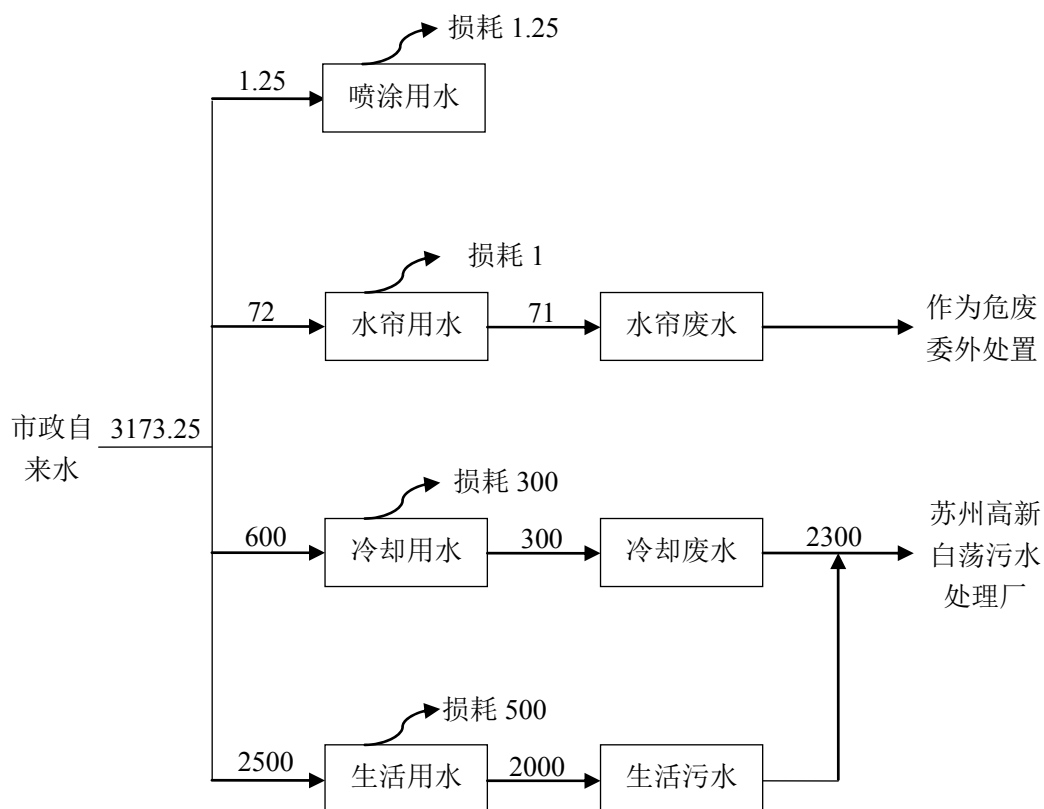 损耗 1.25
1.25
喷涂用水
损耗 1
72
水帘用水
71
水帘废水
作为危废
委外处置
市政自
来水
3173.25
损耗 300
600
冷却用水
300
冷却废水
2300
苏州高新
白荡污水
处理厂
损耗 500
2500
生活用水
2000
生活污水